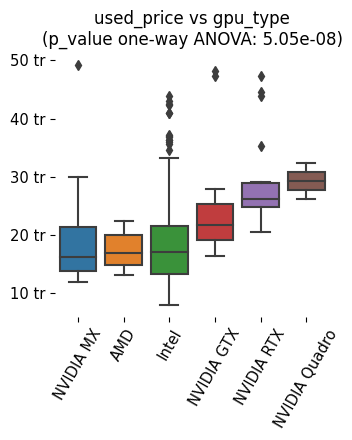 used_price vs gpu_type
(p_value one-way ANOVA: 5.05e-08)
50 tr
40 tr
30 tr
20 tr
10 tr
NVIDIA MX
AMD
Intel
NVIDIA GTX
NVIDIA RTX
NVIDIA Quadro